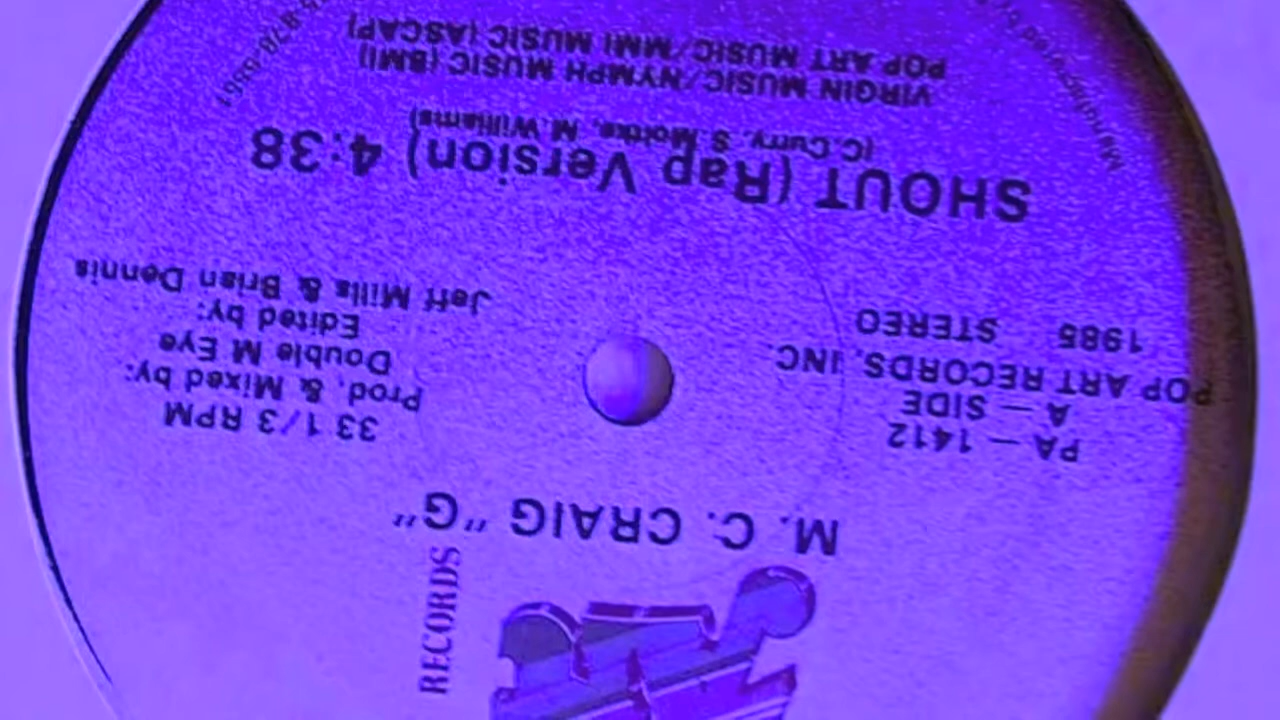 RECORDS
M. C. CRAIG "G"
PA — 1412
A — SIDE
POP ART RECORDS, INC.
1985 STEREO
33 1/3 RPM
Prod. & Mixed by:
Double M Eye
Edited by:
Jeff Mills & Brian Dennis
SHOUT (Rap Version) 4:38
(C.Curry, S.Mottke, M.Williams)
VIRGIN MUSIC/NYMPH MUSIC (BMI)
POP ART MUSIC/MMI MUSIC (ASCAP)